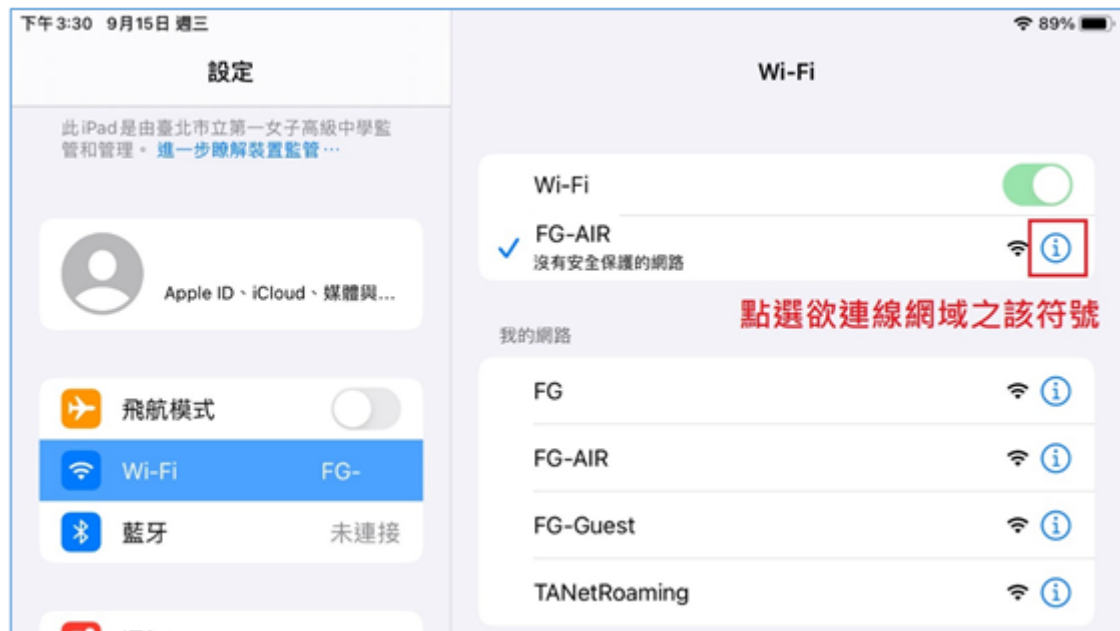 下午3:30 9月15日 週三
89%
設定
此 iPad 是由臺北市立第一女子高級中學監
管和管理。進一步瞭解裝置監管…
Apple ID、iCloud、媒體與...
飛航模式
Wi-Fi FG-
藍牙 未連接
Wi-Fi
Wi-Fi
FG-AIR
沒有安全保護的網路
點選欲連線網域之該符號
我的網路
FG
FG-AIR
FG-Guest
TANetRoaming